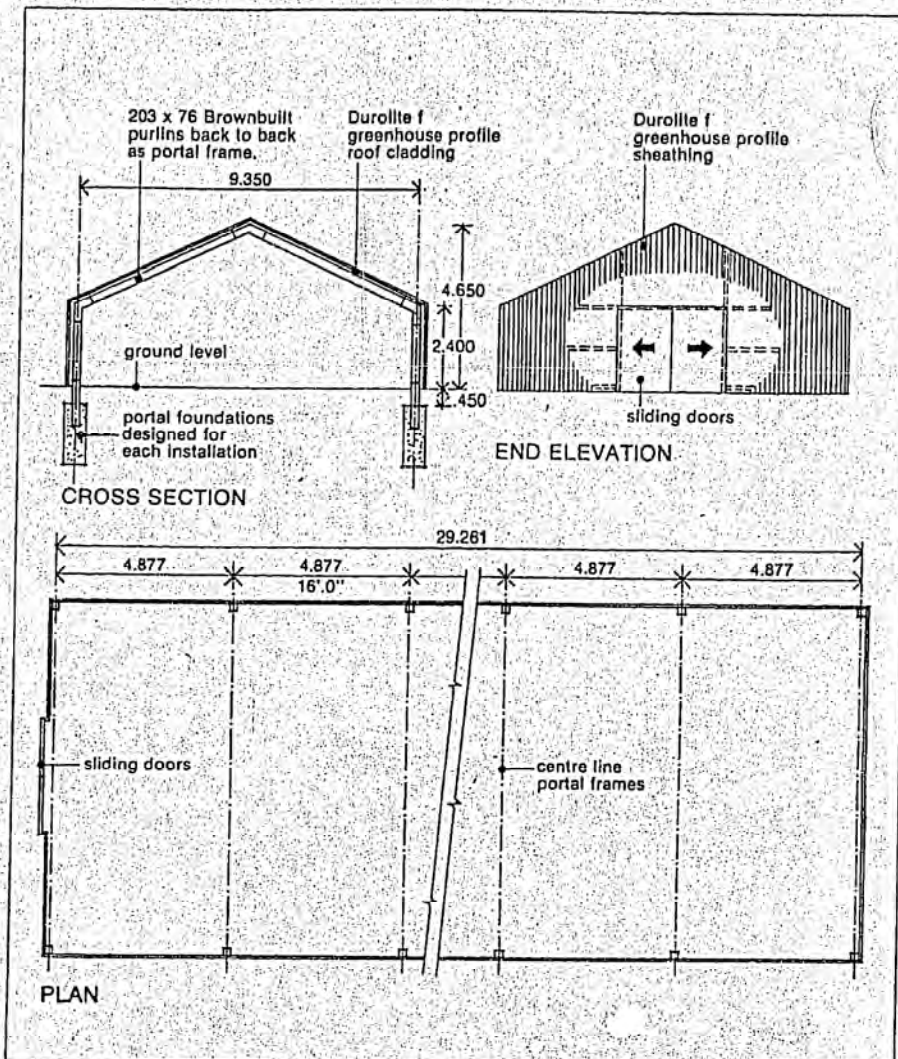 203 x 76 Brownbuilt
purlins back to back
as portal frame.
Durolite f
greenhouse profile
roof cladding
Durolite f
greenhouse profile
sheathing
9.350
4.650
2.400
.450
ground level
portal foundations
designed for
each installation
sliding doors
CROSS SECTION
END ELEVATION
29.261
4.877
4.877
4.877
4.877
16'.0"
sliding doors
centre line
portal frames
PLAN